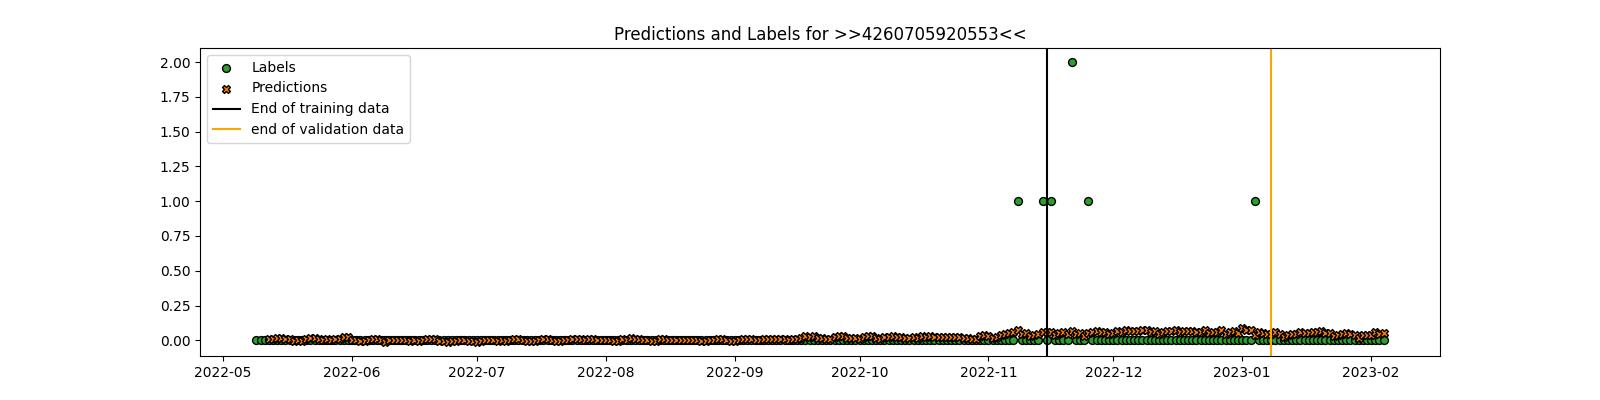 Predictions and Labels for >>4260705920553<<
Labels
Predictions
End of training data
end of validation data
2.00
1.75
1.50
1.25
1.00
0.75
0.50
0.25
0.00
2022-05 2022-06 2022-07 2022-08 2022-09 2022-10 2022-11 2022-12 2023-01 2023-02